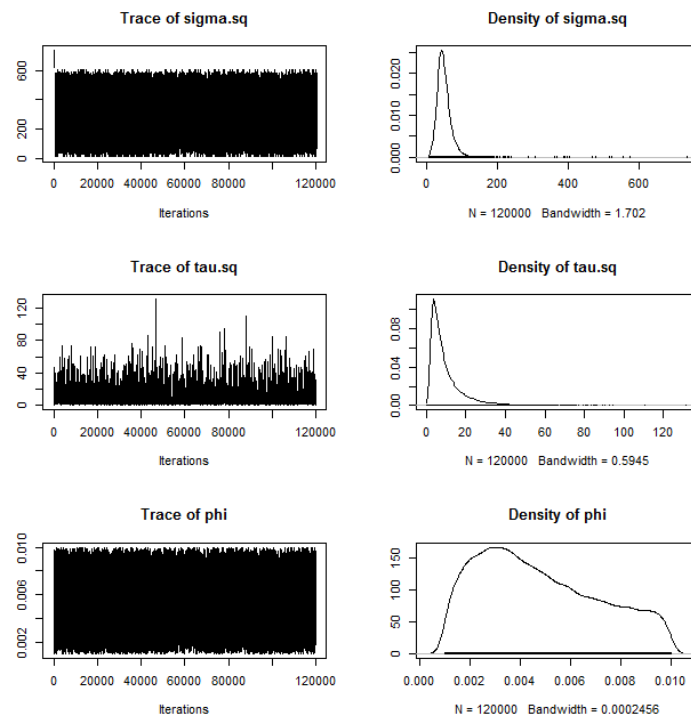 Trace of sigma.sq
600
200
0
0 20000 40000 60000 80000 120000
Iterations
Density of sigma.sq
0.020
0.010
0.000
0 200 400 600
N = 120000 Bandwidth = 1.702
Trace of tau.sq
120
80
40
0
0 20000 40000 60000 80000 120000
Iterations
Density of tau.sq
0.08
0.04
0.00
0 20 40 60 80 100 120
N = 120000 Bandwidth = 0.5945
Trace of phi
0.010
0.006
0.002
0 20000 40000 60000 80000 120000
Iterations
Density of phi
150
100
50
0
0.000 0.002 0.004 0.006 0.008 0.010
N = 120000 Bandwidth = 0.0002456